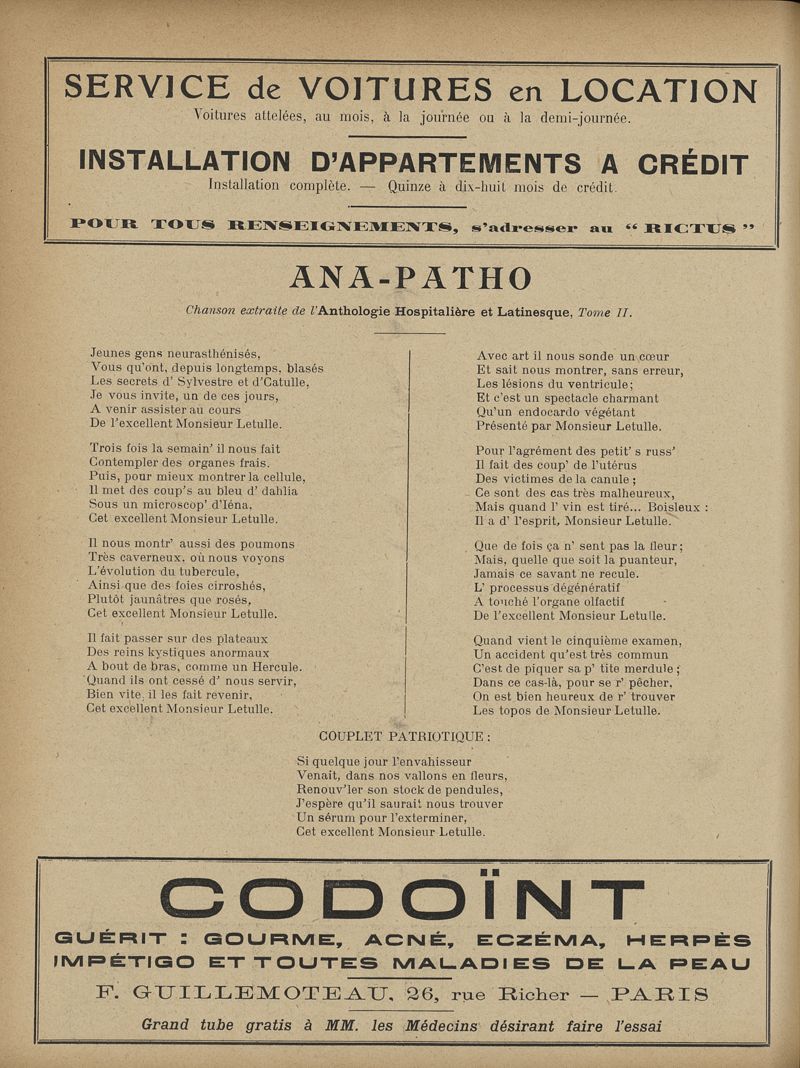 SERVICE de VOITURES en LOCATION
Voitures attelées, au mois, à la journée ou à la demi-journée.
INSTALLATION D'APPARTEMENTS A CRÉDIT
Installation complète. — Quinze à dix-huit mois de crédit.
POUR TOUS RENSEIGNEMENTS, s'adresser au “ RICTUS ”
ANA-PATHO
Chanson extraite de l'Anthologie Hospitalière et Latinesque, Tome II.
Jeunes gens neurasthénisés,
Vous qu'ont, depuis longtemps, blasés
Les secrets d' Sylvestre et d'Catulle,
Je vous invite, un de ces jours,
A venir assister au cours
De l'excellent Monsieur Letulle.
Trois fois la semain' il nous fait
Contempler des organes frais.
Puis, pour mieux montrer la cellule,
Il met des coup's au bleu d' dahlia
Sous un microscop' d'Iéna,
Cet excellent Monsieur Letulle.
Il nous montr' aussi des poumons
Très caverneux, où nous voyons
L'évolution du tubercule,
Ainsi que des foies cirroshés,
Plutôt jaunâtres que rosés,
Cet excellent Monsieur Letulle.
Il fait passer sur des plateaux
Des reins kystiques anormaux
A bout de bras, comme un Hercule.
Quand ils ont cessé d' nous servir,
Bien vite il les fait revenir,
Cet excellent Monsieur Letulle.
Avec art il nous sonde un cœur
Et sait nous montrer, sans erreur,
Les lésions du ventricule;
Et c'est un spectacle charmant
Qu'un endocardo végétant
Présenté par Monsieur Letulle.
Pour l'agrément des petit' s russ'
Il fait des coup' de l'utérus
Des victimes de la canule ;
Ce sont des cas très malheureux,
Mais quand l' vin est tiré... Boisleux :
Il a d' l'esprit, Monsieur Letulle.
Que de fois ça n' sent pas la fleur;
Mais, quelle que soit la puanteur,
Jamais ce savant ne recule.
L' processus dégénératif
A touché l'organe olfactif
De l'excellent Monsieur Letulle.
Quand vient le cinquième examen,
Un accident qu'est très commun
C'est de piquer sa p' tite merdule ;
Dans ce cas-là, pour se r' pêcher,
On est bien heureux de r' trouver
Les topos de Monsieur Letulle.
COUPLET PATRIOTIQUE :
Si quelque jour l'envahisseur
Venait, dans nos vallons en fleurs,
Renouv'ler son stock de pendules,
J'espère qu'il saurait nous trouver
Un sérum pour l'exterminer,
Cet excellent Monsieur Letulle.
CODOÏNT
GUÉRIT : GOURME, ACNÉ, ECZÉMA, HERPÈS
IMPÉTIGO ET TOUTES MALADIES DE LA PEAU
F. GUILLEMOTEAU, 26, rue Richer — PARIS
Grand tube gratis à MM. les Médecins désirant faire l'essai